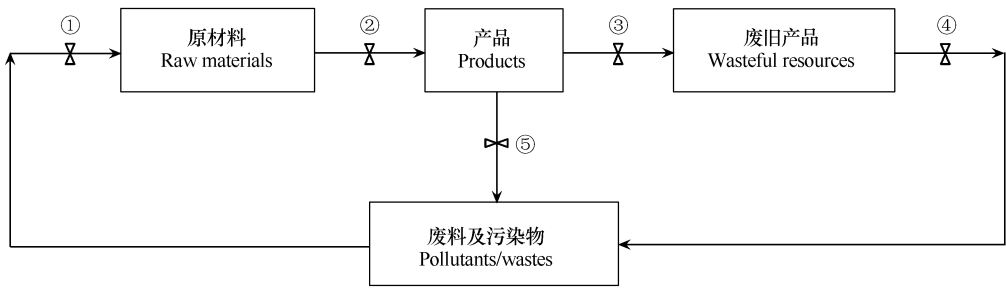 ①
②
③
④
原材料
Raw materials
产品
Products
废旧产品
Wasteful resources
⑤
废料及污染物
Pollutants/wastes